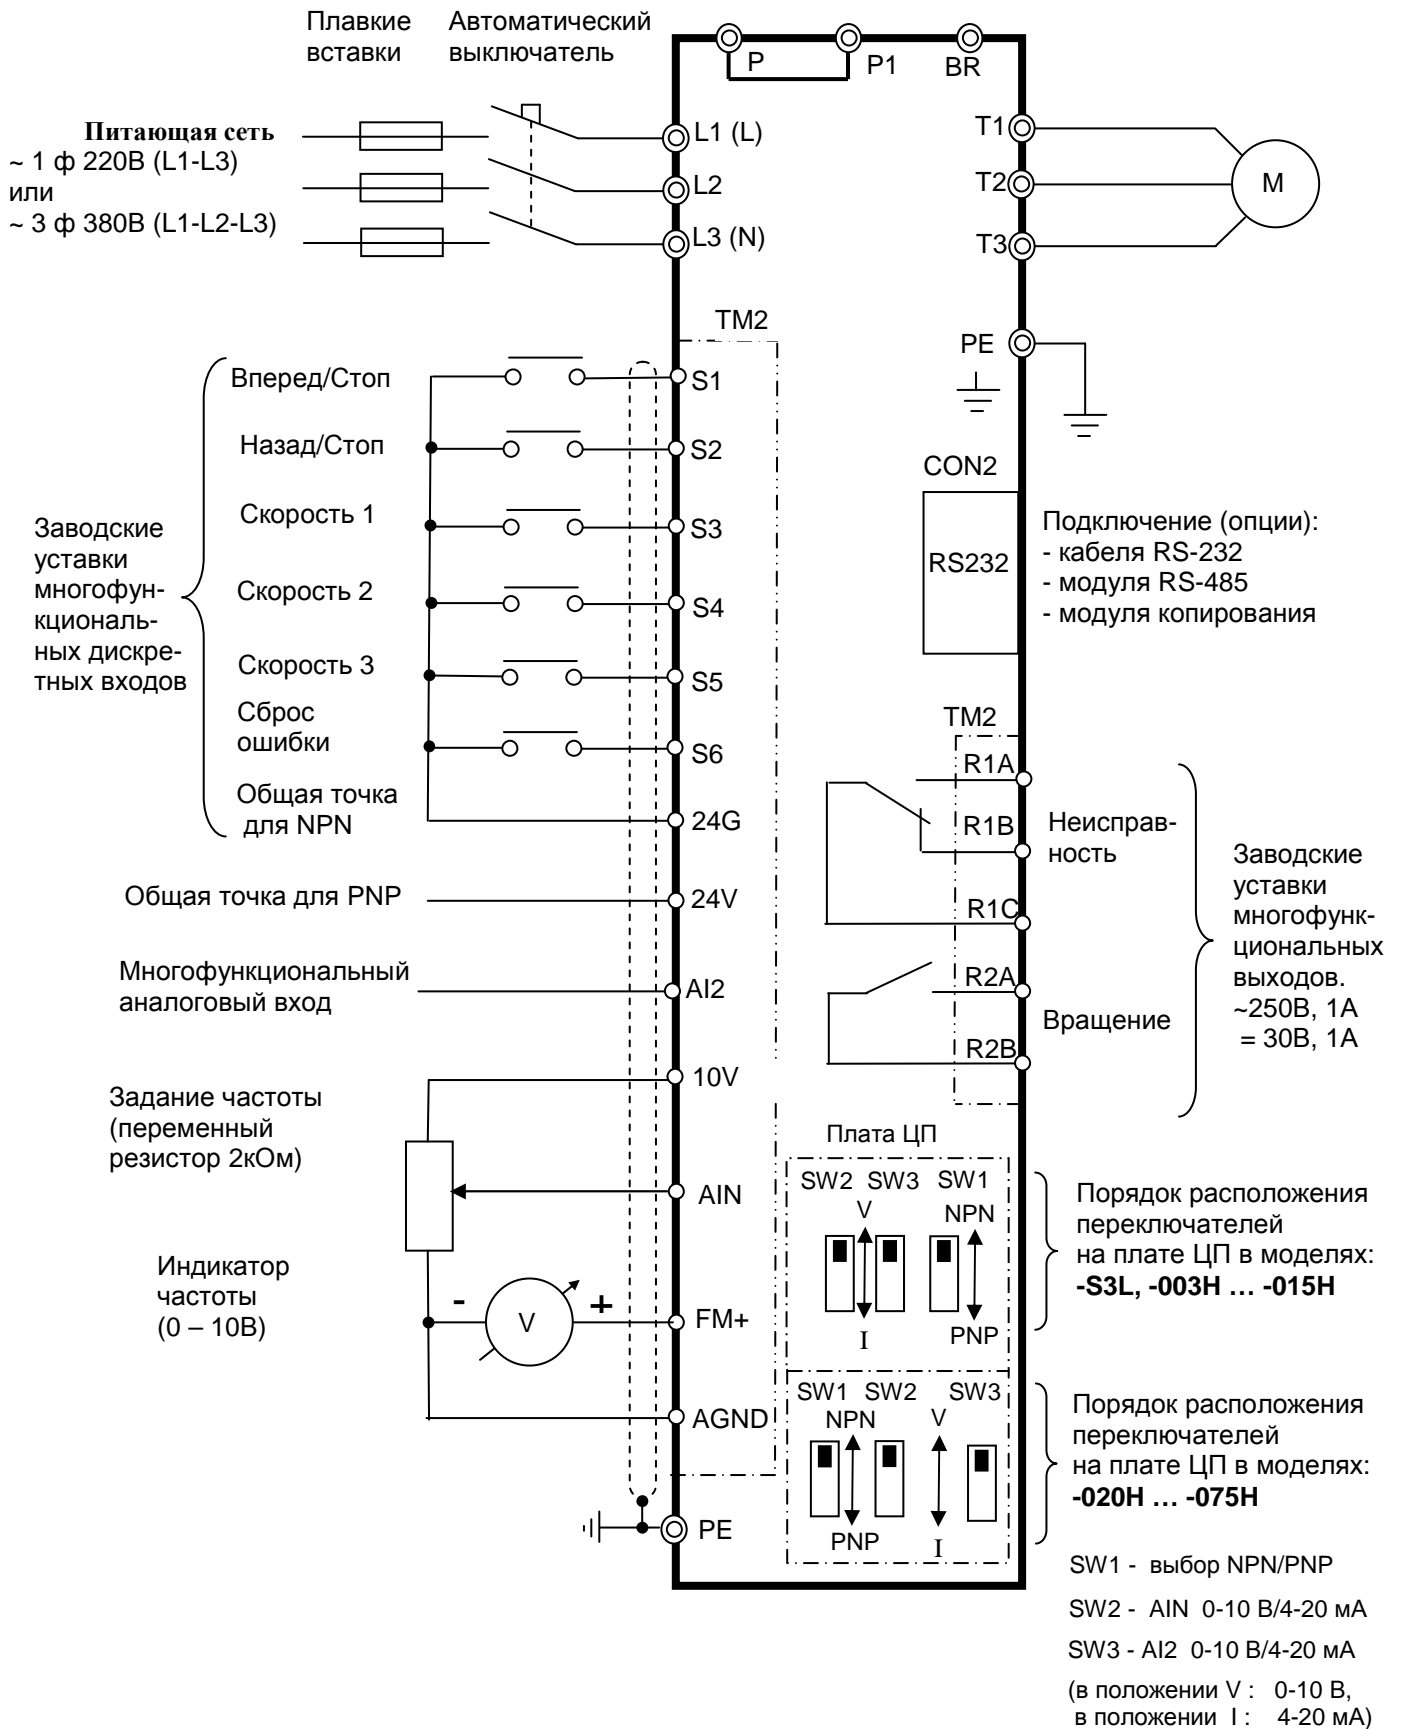 Плавкие
вставки
Автоматический
выключатель
P
P1
BR
Питающая сеть
~ 1 ф 220В (L1-L3)
или
~ 3 ф 380В (L1-L2-L3)
L1 (L)
L2
L3 (N)
T1
T2
T3
M
PE
TM2
Вперед/Стоп
S1
Назад/Стоп
S2
Скорость 1
S3
Скорость 2
S4
Скорость 3
S5
Сброс
ошибки
S6
Общая точка
для NPN
24G
Заводские
уставки
многофун-
кциональ-
ных дискре-
тных входов
Общая точка для PNP
24V
Многофункциональный
аналоговый вход
AI2
10V
Задание частоты
(переменный
резистор 2кОм)
AIN
Индикатор
частоты
(0 – 10В)
-
V
+
FM+
AGND
PE
CON2
RS232
Подключение (опции):
- кабеля RS-232
- модуля RS-485
- модуля копирования
TM2
R1A
R1B
R1C
Неисправ-
ность
R2A
R2B
Вращение
Заводские
уставки
многофунк-
циональных
выходов.
~250В, 1А
= 30В, 1А
Плата ЦП
SW2 SW3 SW1
V
NPN
I
PNP
Порядок расположения
переключателей
на плате ЦП в моделях:
-S3L, -003H … -015H
SW1 SW2 SW3
NPN
V
PNP
I
Порядок расположения
переключателей
на плате ЦП в моделях:
-020H … -075H
SW1 - выбор NPN/PNP
SW2 - AIN 0-10 В/4-20 мА
SW3 - AI2 0-10 В/4-20 мА
(в положении V : 0-10 В,
в положении I : 4-20 мА)